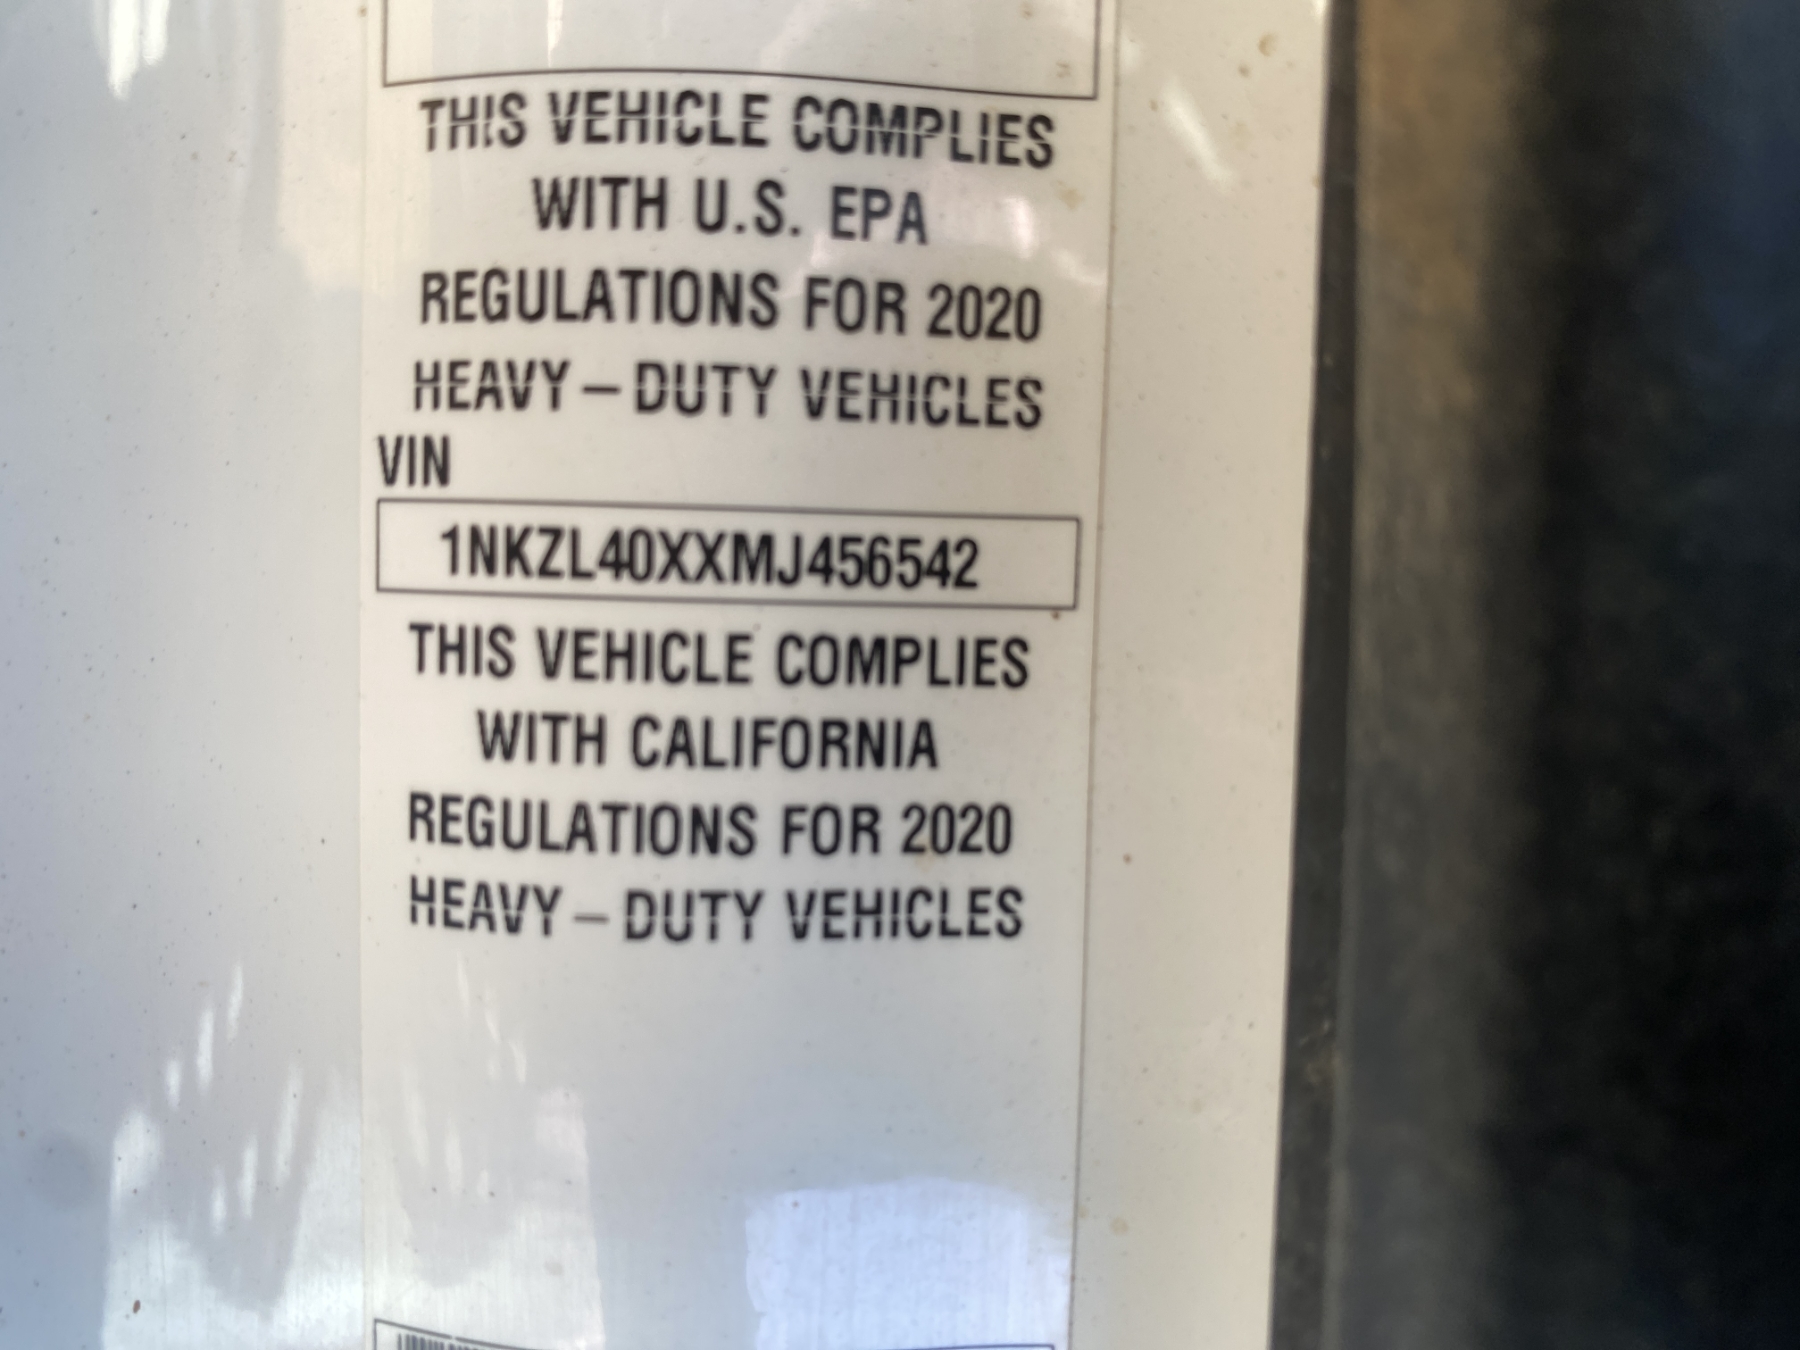 THIS VEHICLE COMPLIES
WITH U.S. EPA
REGULATIONS FOR 2020
HEAVY – DUTY VEHICLES
VIN
1NKZL40XXMJ456542
THIS VEHICLE COMPLIES
WITH CALIFORNIA
REGULATIONS FOR 2020
HEAVY – DUTY VEHICLES